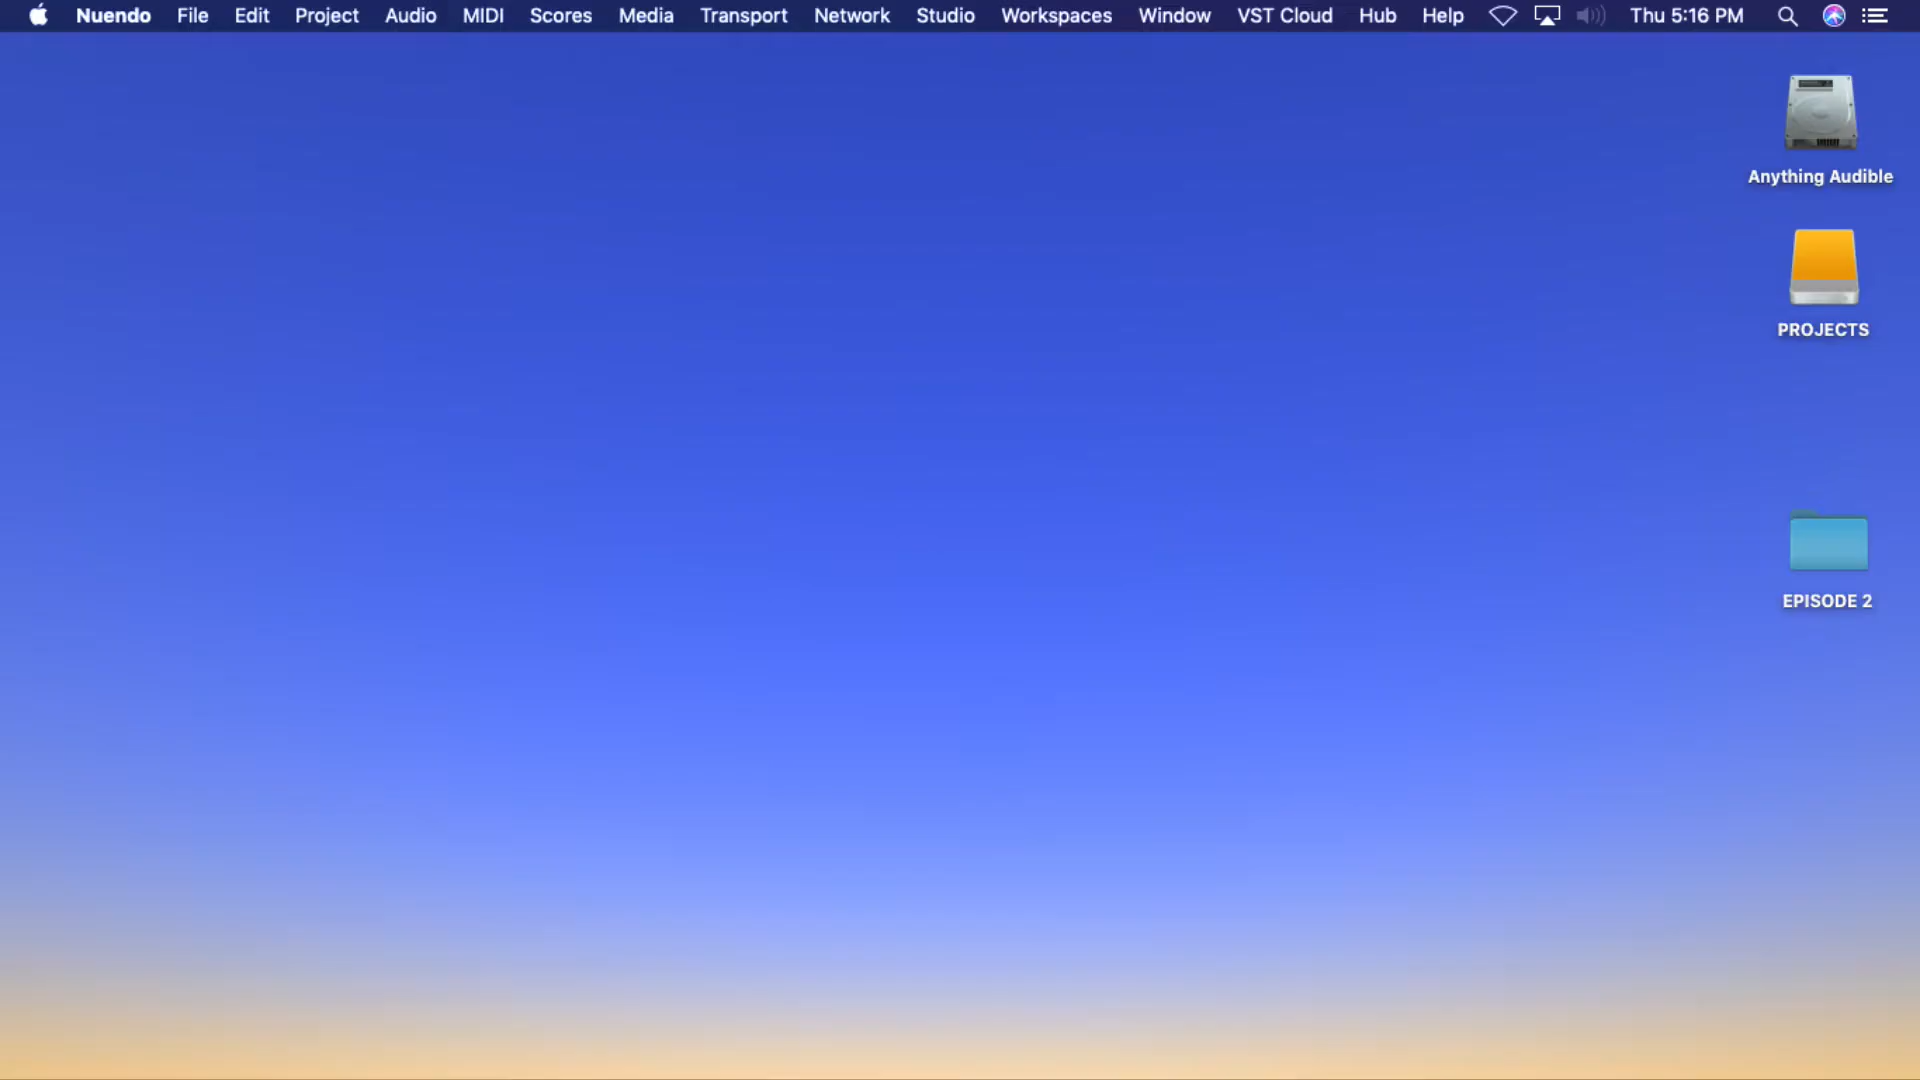 Nuendo File Edit Project Audio MIDI Scores Media Transport Network Studio Workspaces Window VST Cloud Hub Help Thu 5:16 PM
Anything Audible
PROJECTS
EPISODE 2